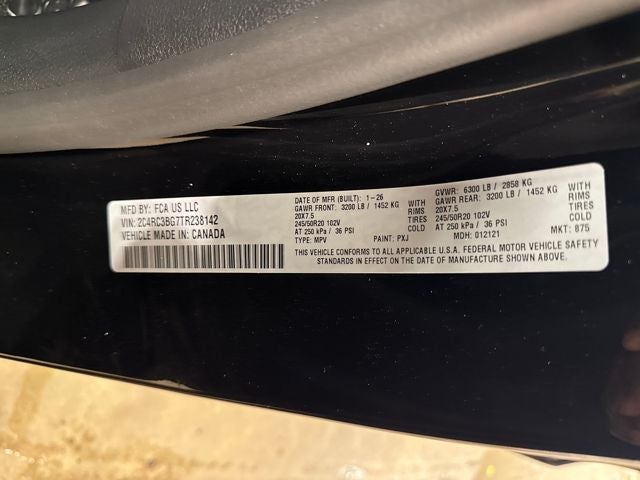 MFD BY: FCA US LLC
VIN: 2C4RC3BG7TR238142
VEHICLE MADE IN: CANADA
DATE OF MFR (BUILT): 1-26
GAWR FRONT: 3200 LB / 1452 KG WITH
20X7.5 RIMS
245/50R20 102V TIRES
AT 250 kPa / 36 PSI COLD
GVWR: 6300 LB / 2858 KG
GAWR REAR: 3200 LB / 1452 KG WITH
20X7.5 RIMS
245/50R20 102V TIRES
AT 250 kPa / 36 PSI COLD
TYPE: MPV PAINT: PXJ MDH: 012121 MKT: 875
THIS VEHICLE CONFORMS TO ALL APPLICABLE U.S.A. FEDERAL MOTOR VEHICLE SAFETY
STANDARDS IN EFFECT ON THE DATE OF MANUFACTURE SHOWN ABOVE.